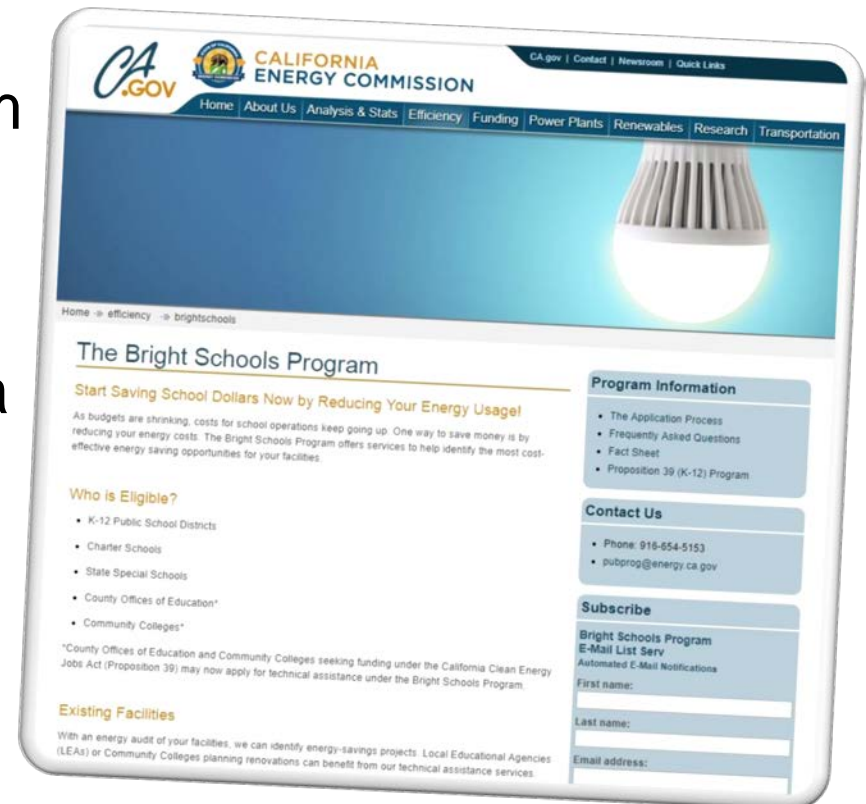 n
a
CA
.GOV
CALIFORNIA
ENERGY COMMISSION
CA.gov | Contact | Newsroom | Quick Links
Home About Us Analysis & Stats Efficiency Funding Power Plants Renewables Research Transportation
Home -> efficiency -> brightschools
The Bright Schools Program
Start Saving School Dollars Now by Reducing Your Energy Usage!
As budgets are shrinking, costs for school operations keep going up. One way to save money is by
reducing your energy costs. The Bright Schools Program offers services to help identify the most cost-
effective energy saving opportunities for your facilities.
Who is Eligible?
• K-12 Public School Districts
• Charter Schools
• State Special Schools
• County Offices of Education*
• Community Colleges*
*County Offices of Education and Community Colleges seeking funding under the California Clean Energy
Jobs Act (Proposition 39) may now apply for technical assistance under the Bright Schools Program.
Existing Facilities
With an energy audit of your facilities, we can identify energy-savings projects. Local Educational Agencies
(LEAs) or Community Colleges planning renovations can benefit from our technical assistance services.
Program Information
• The Application Process
• Frequently Asked Questions
• Fact Sheet
• Proposition 39 (K-12) Program
Contact Us
• Phone: 916-654-5153
• pubprog@energy.ca.gov
Subscribe
Bright Schools Program
E-Mail List Serv
Automated E-Mail Notifications
First name:
Last name:
Email address: